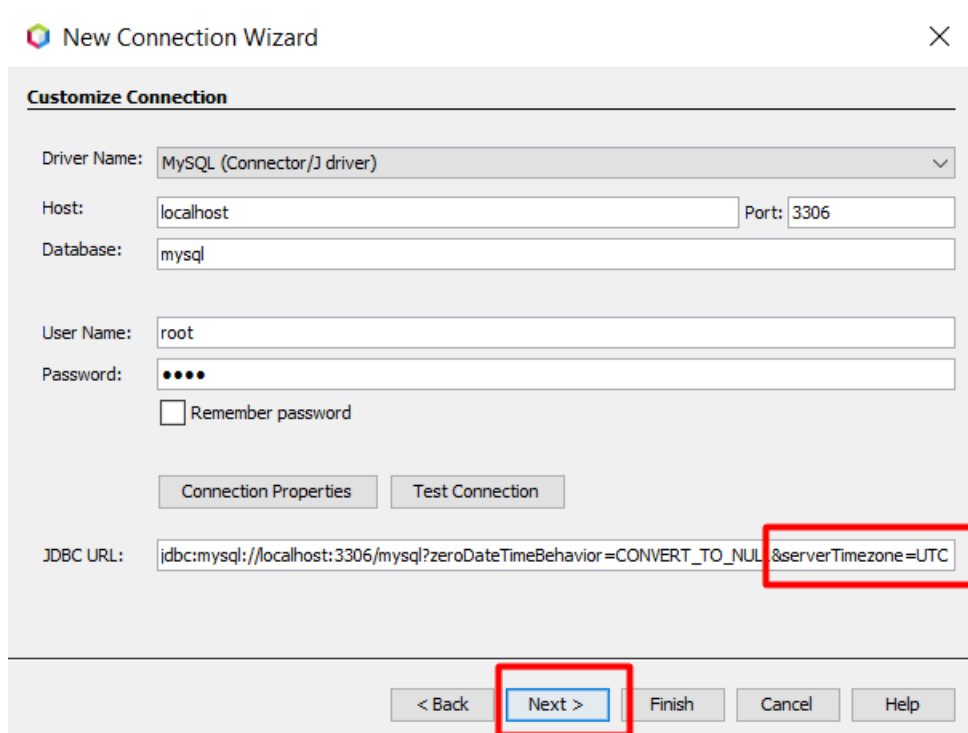 New Connection Wizard
Customize Connection
Driver Name: MySQL (Connector/J driver)
Host: localhost Port: 3306
Database: mysql
User Name: root
Password: ••••
Remember password
Connection Properties Test Connection
JDBC URL: jdbc:mysql://localhost:3306/mysql?zeroDateTimeBehavior=CONVERT_TO_NULL&serverTimezone=UTC
< Back Next > Finish Cancel Help